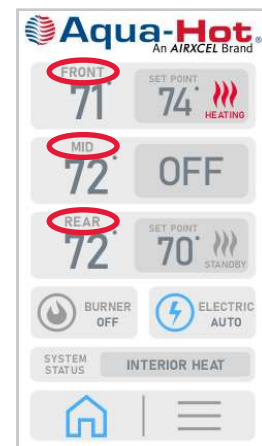 Aqua-Hot®
An AIRXCEL Brand
FRONT
71°
SET POINT
74°
HEATING
MID
72°
OFF
REAR
72°
SET POINT
70°
STANDBY
BURNER
OFF
ELECTRIC
AUTO
SYSTEM
STATUS
INTERIOR HEAT